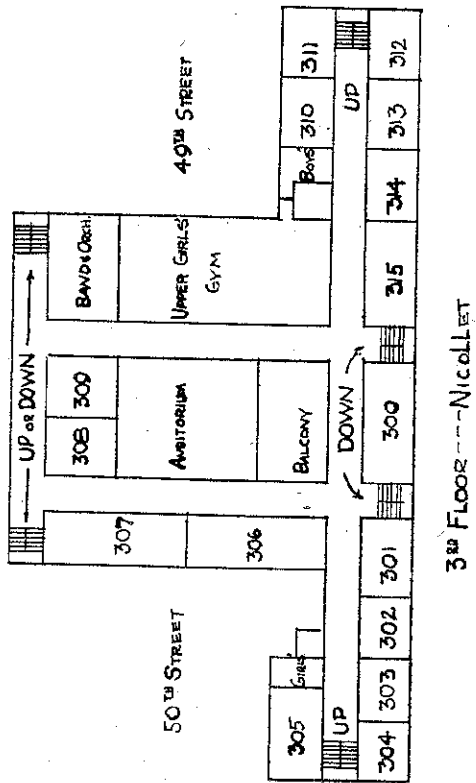 49TH STREET
UP OR DOWN
BAND & ORCH.
UPPER GIRLS'
GYM
309
308
AUDITORIUM
BALCONY
307
306
50TH STREET
311
310
BOYS'
UP
312
313
314
315
DOWN
300
301
302
303
304
305
GIRLS'
UP
3RD FLOOR---NICOLLET